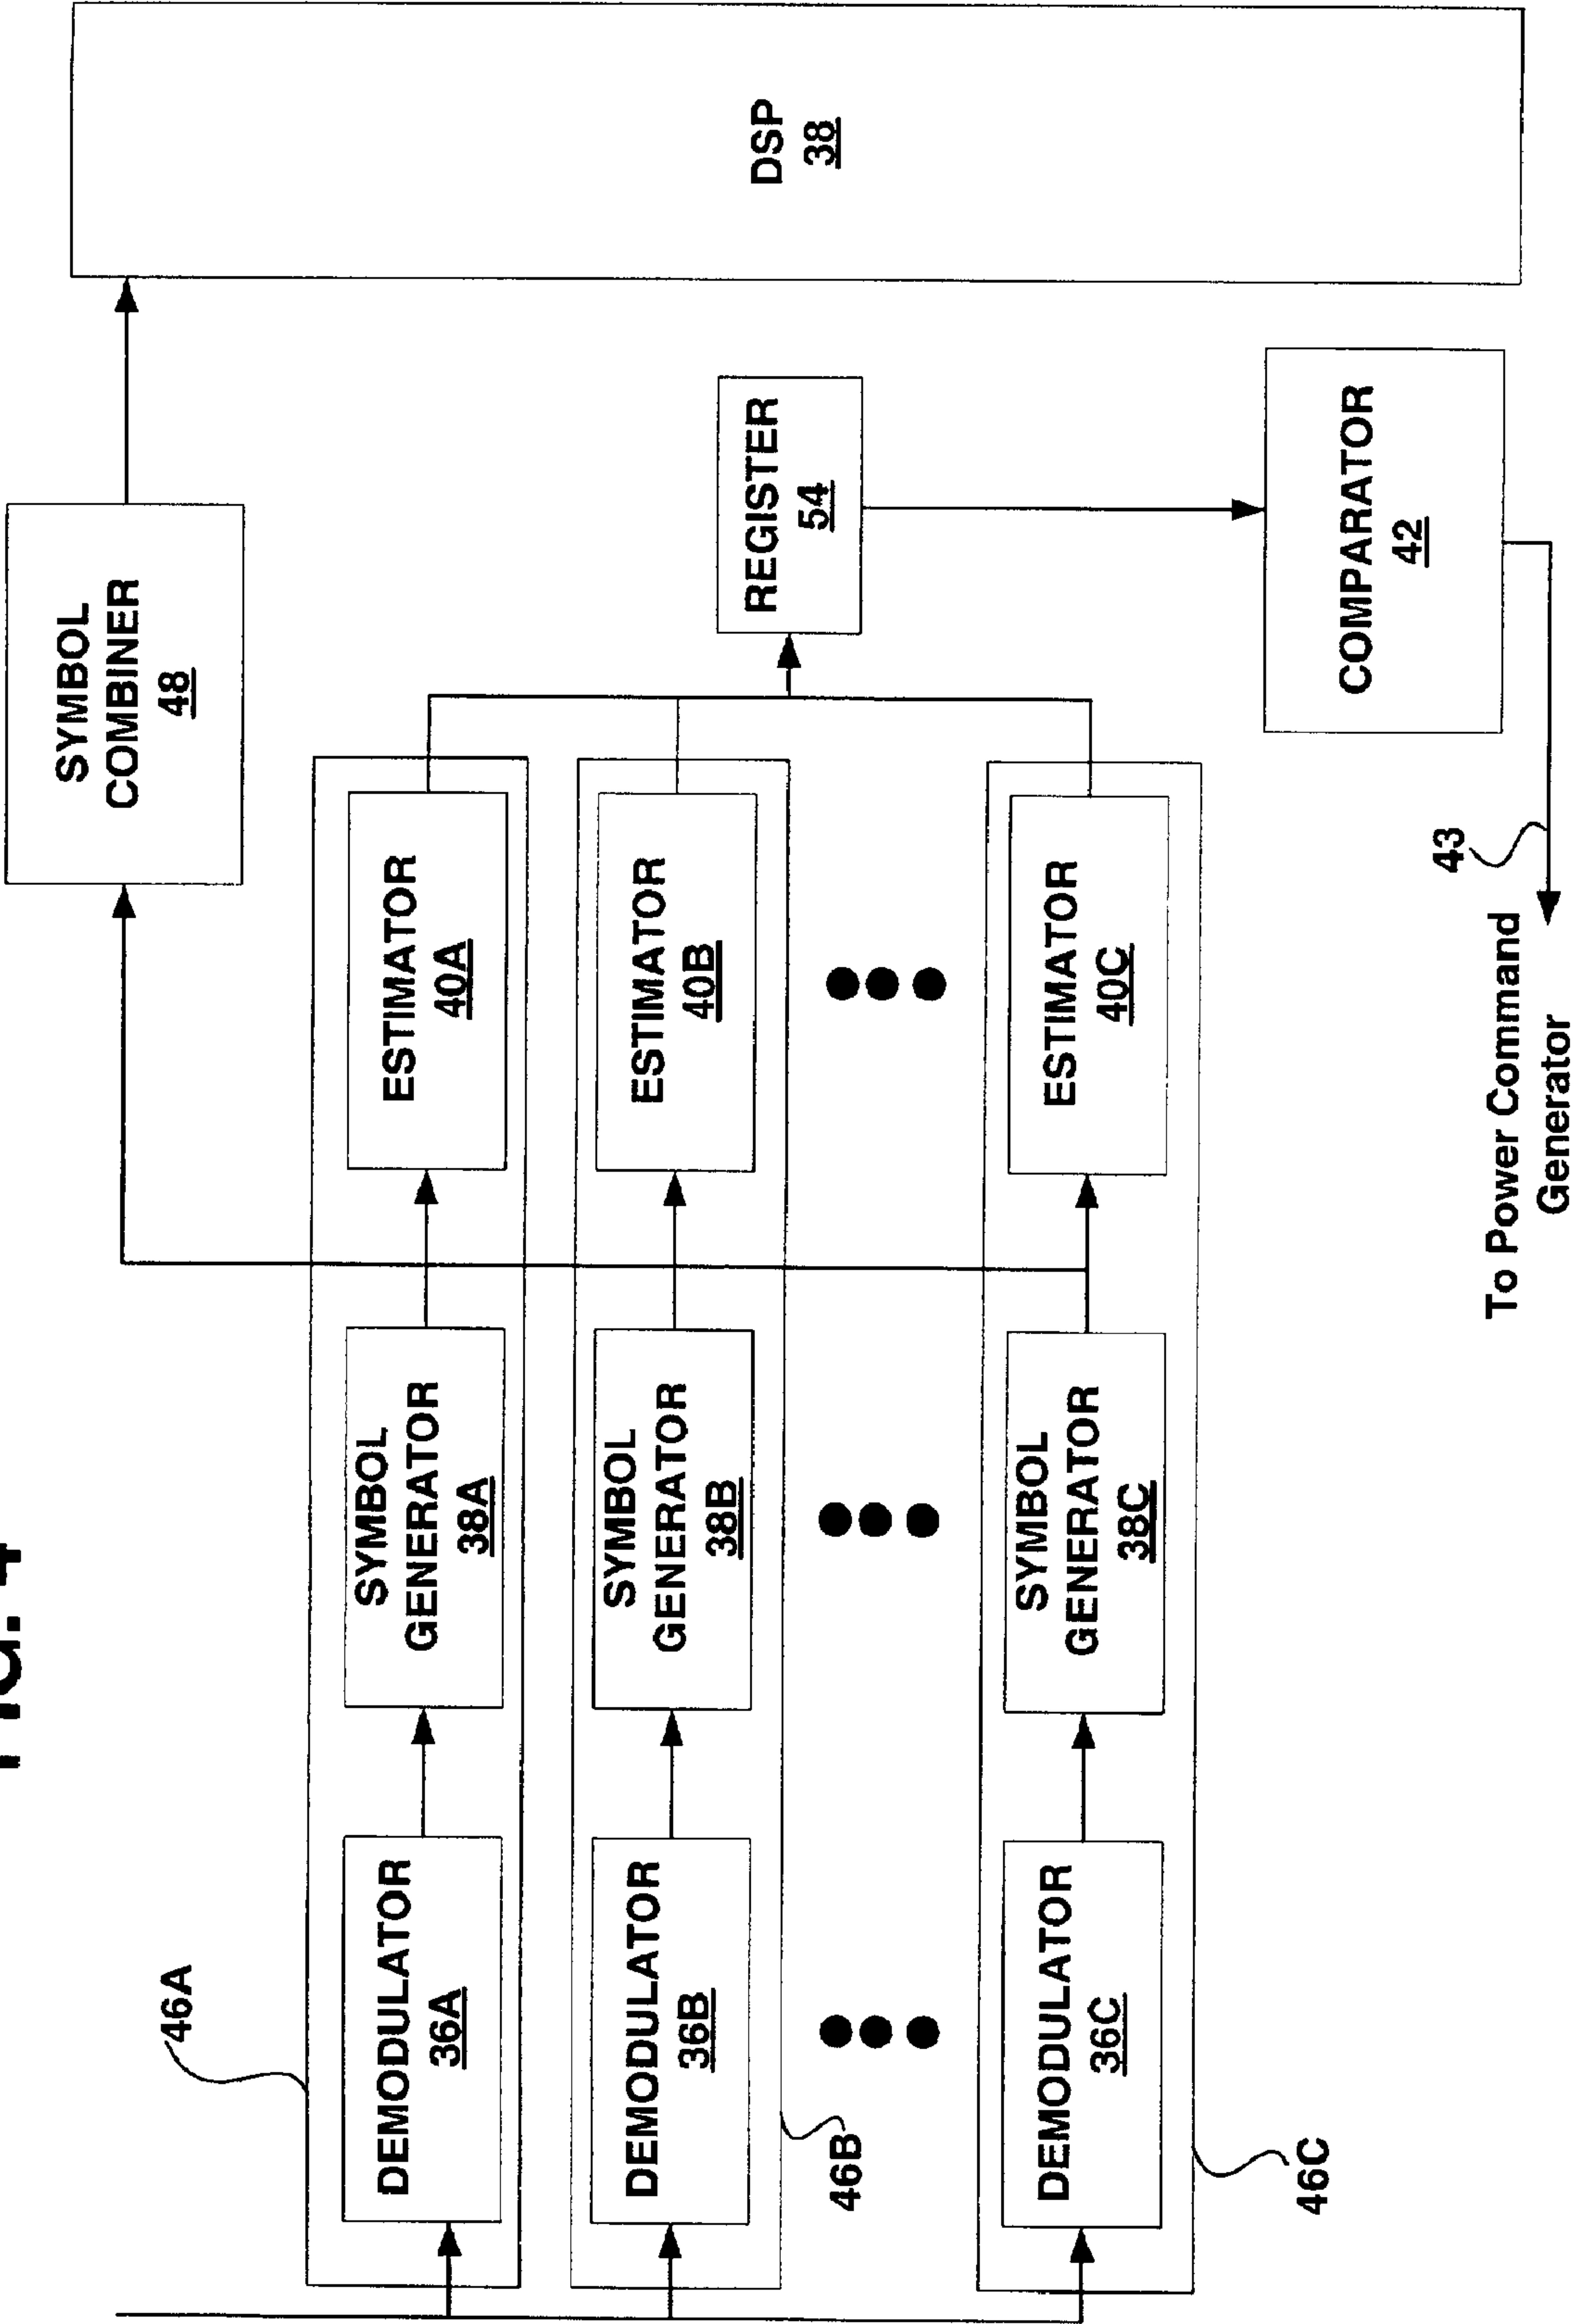 FIG. 4
46A
DEMODULATOR
36A
SYMBOL
GENERATOR
38A
ESTIMATOR
40A
SYMBOL
COMBINER
48
DSP
38
DEMODULATOR
36B
SYMBOL
GENERATOR
38B
ESTIMATOR
40B
46B
REGISTER
54
DEMODULATOR
36C
SYMBOL
GENERATOR
38C
ESTIMATOR
40C
46C
COMPARATOR
42
43
To Power Command
Generator